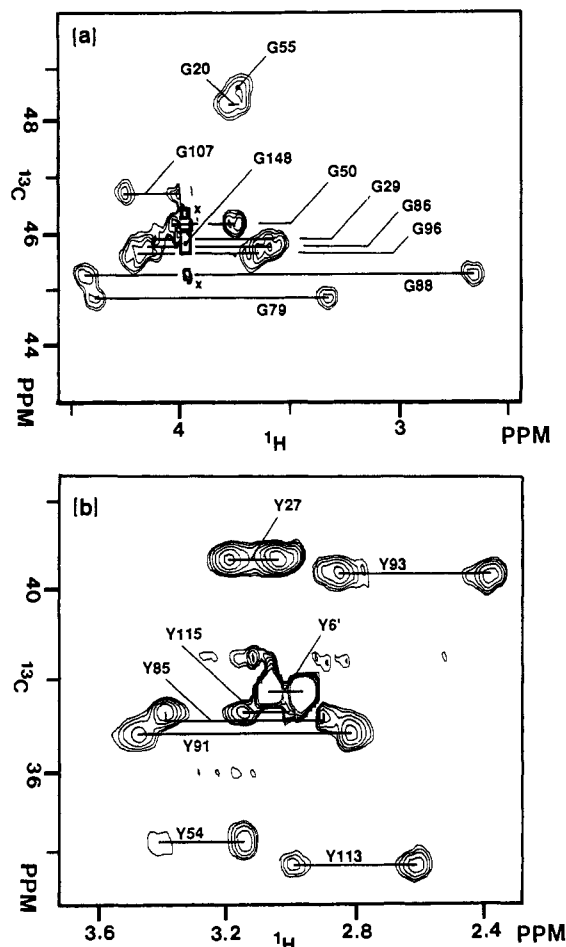 (a)
G55
G20
48
G107
G148
G50
13C
x
G29
G86
46
G96
x
G88
G79
44
PPM
4
1H
3
PPM
(b)
Y27
40
Y93
Y115
Y6'
13C
Y85
Y91
36
Y54
Y113
PPM
3.6
3.2
1H
2.8
2.4
PPM